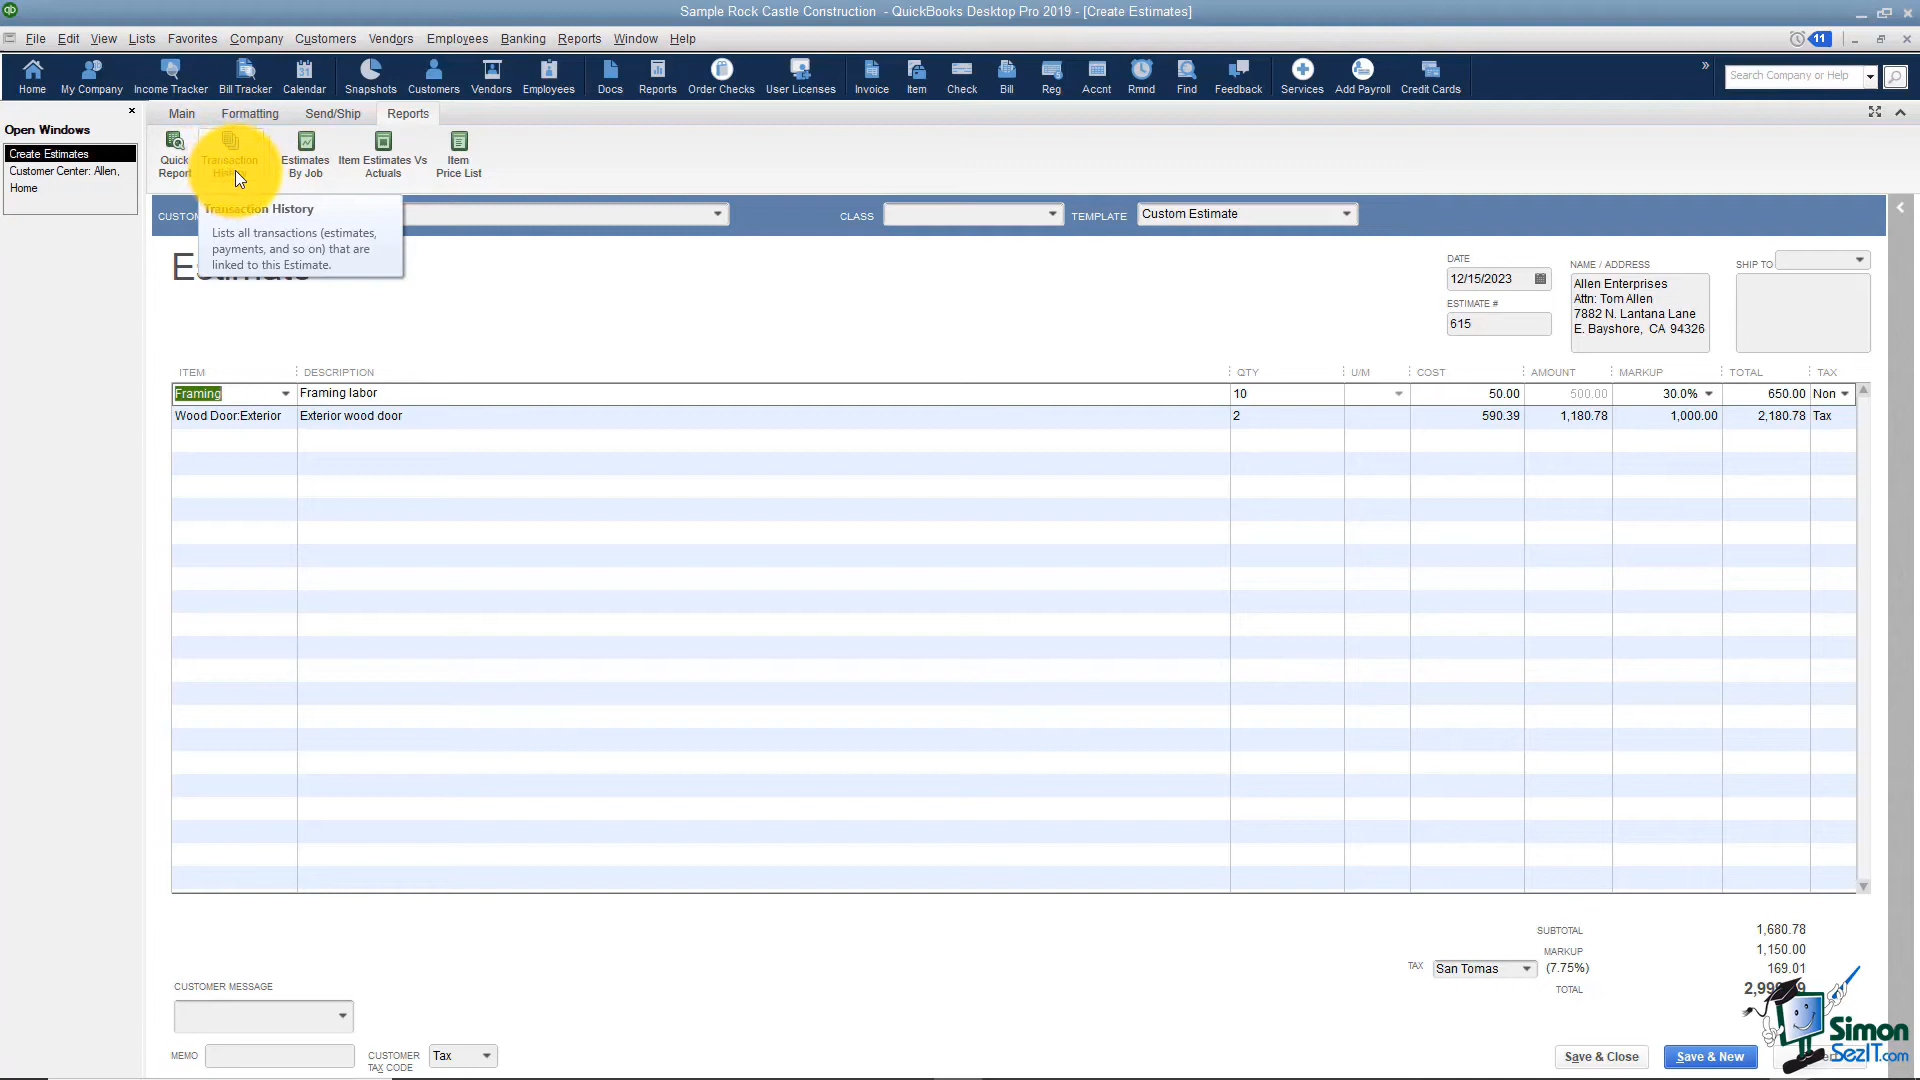 Sample Rock Castle Construction - QuickBooks Desktop Pro 2019 - [Create Estimates]
File Edit View Lists Favorites Company Customers Vendors Employees Banking Reports Window Help
11
Home My Company Income Tracker Bill Tracker Calendar Snapshots Customers Vendors Employees Docs Reports Order Checks User Licenses Invoice Item Check Bill Reg Accnt Rmnd Find Feedback Services Add Payroll Credit Cards
Search Company or Help
Main Formatting Send/Ship Reports
Open Windows
Create Estimates
Customer Center: Allen,
Home
Quick Report
Transaction History
Estimates By Job
Item Estimates Vs Actuals
Item Price List
Transaction History
Lists all transactions (estimates,
payments, and so on) that are
linked to this Estimate.
CLASS
TEMPLATE Custom Estimate
DATE
12/15/2023
ESTIMATE #
615
NAME / ADDRESS
Allen Enterprises
Attn: Tom Allen
7882 N. Lantana Lane
E. Bayshore, CA 94326
SHIP TO
ITEM DESCRIPTION QTY U/M COST AMOUNT MARKUP TOTAL TAX
Framing Framing labor 10 50.00 500.00 30.0% 650.00 Non
Wood Door:Exterior Exterior wood door 2 590.39 1,180.78 1,000.00 2,180.78 Tax
SUBTOTAL 1,680.78
MARKUP 1,150.00
TAX San Tomas (7.75%) 169.01
TOTAL
CUSTOMER MESSAGE
MEMO
CUSTOMER TAX CODE Tax
Save & Close
Save & New
Simon
SezIT.com